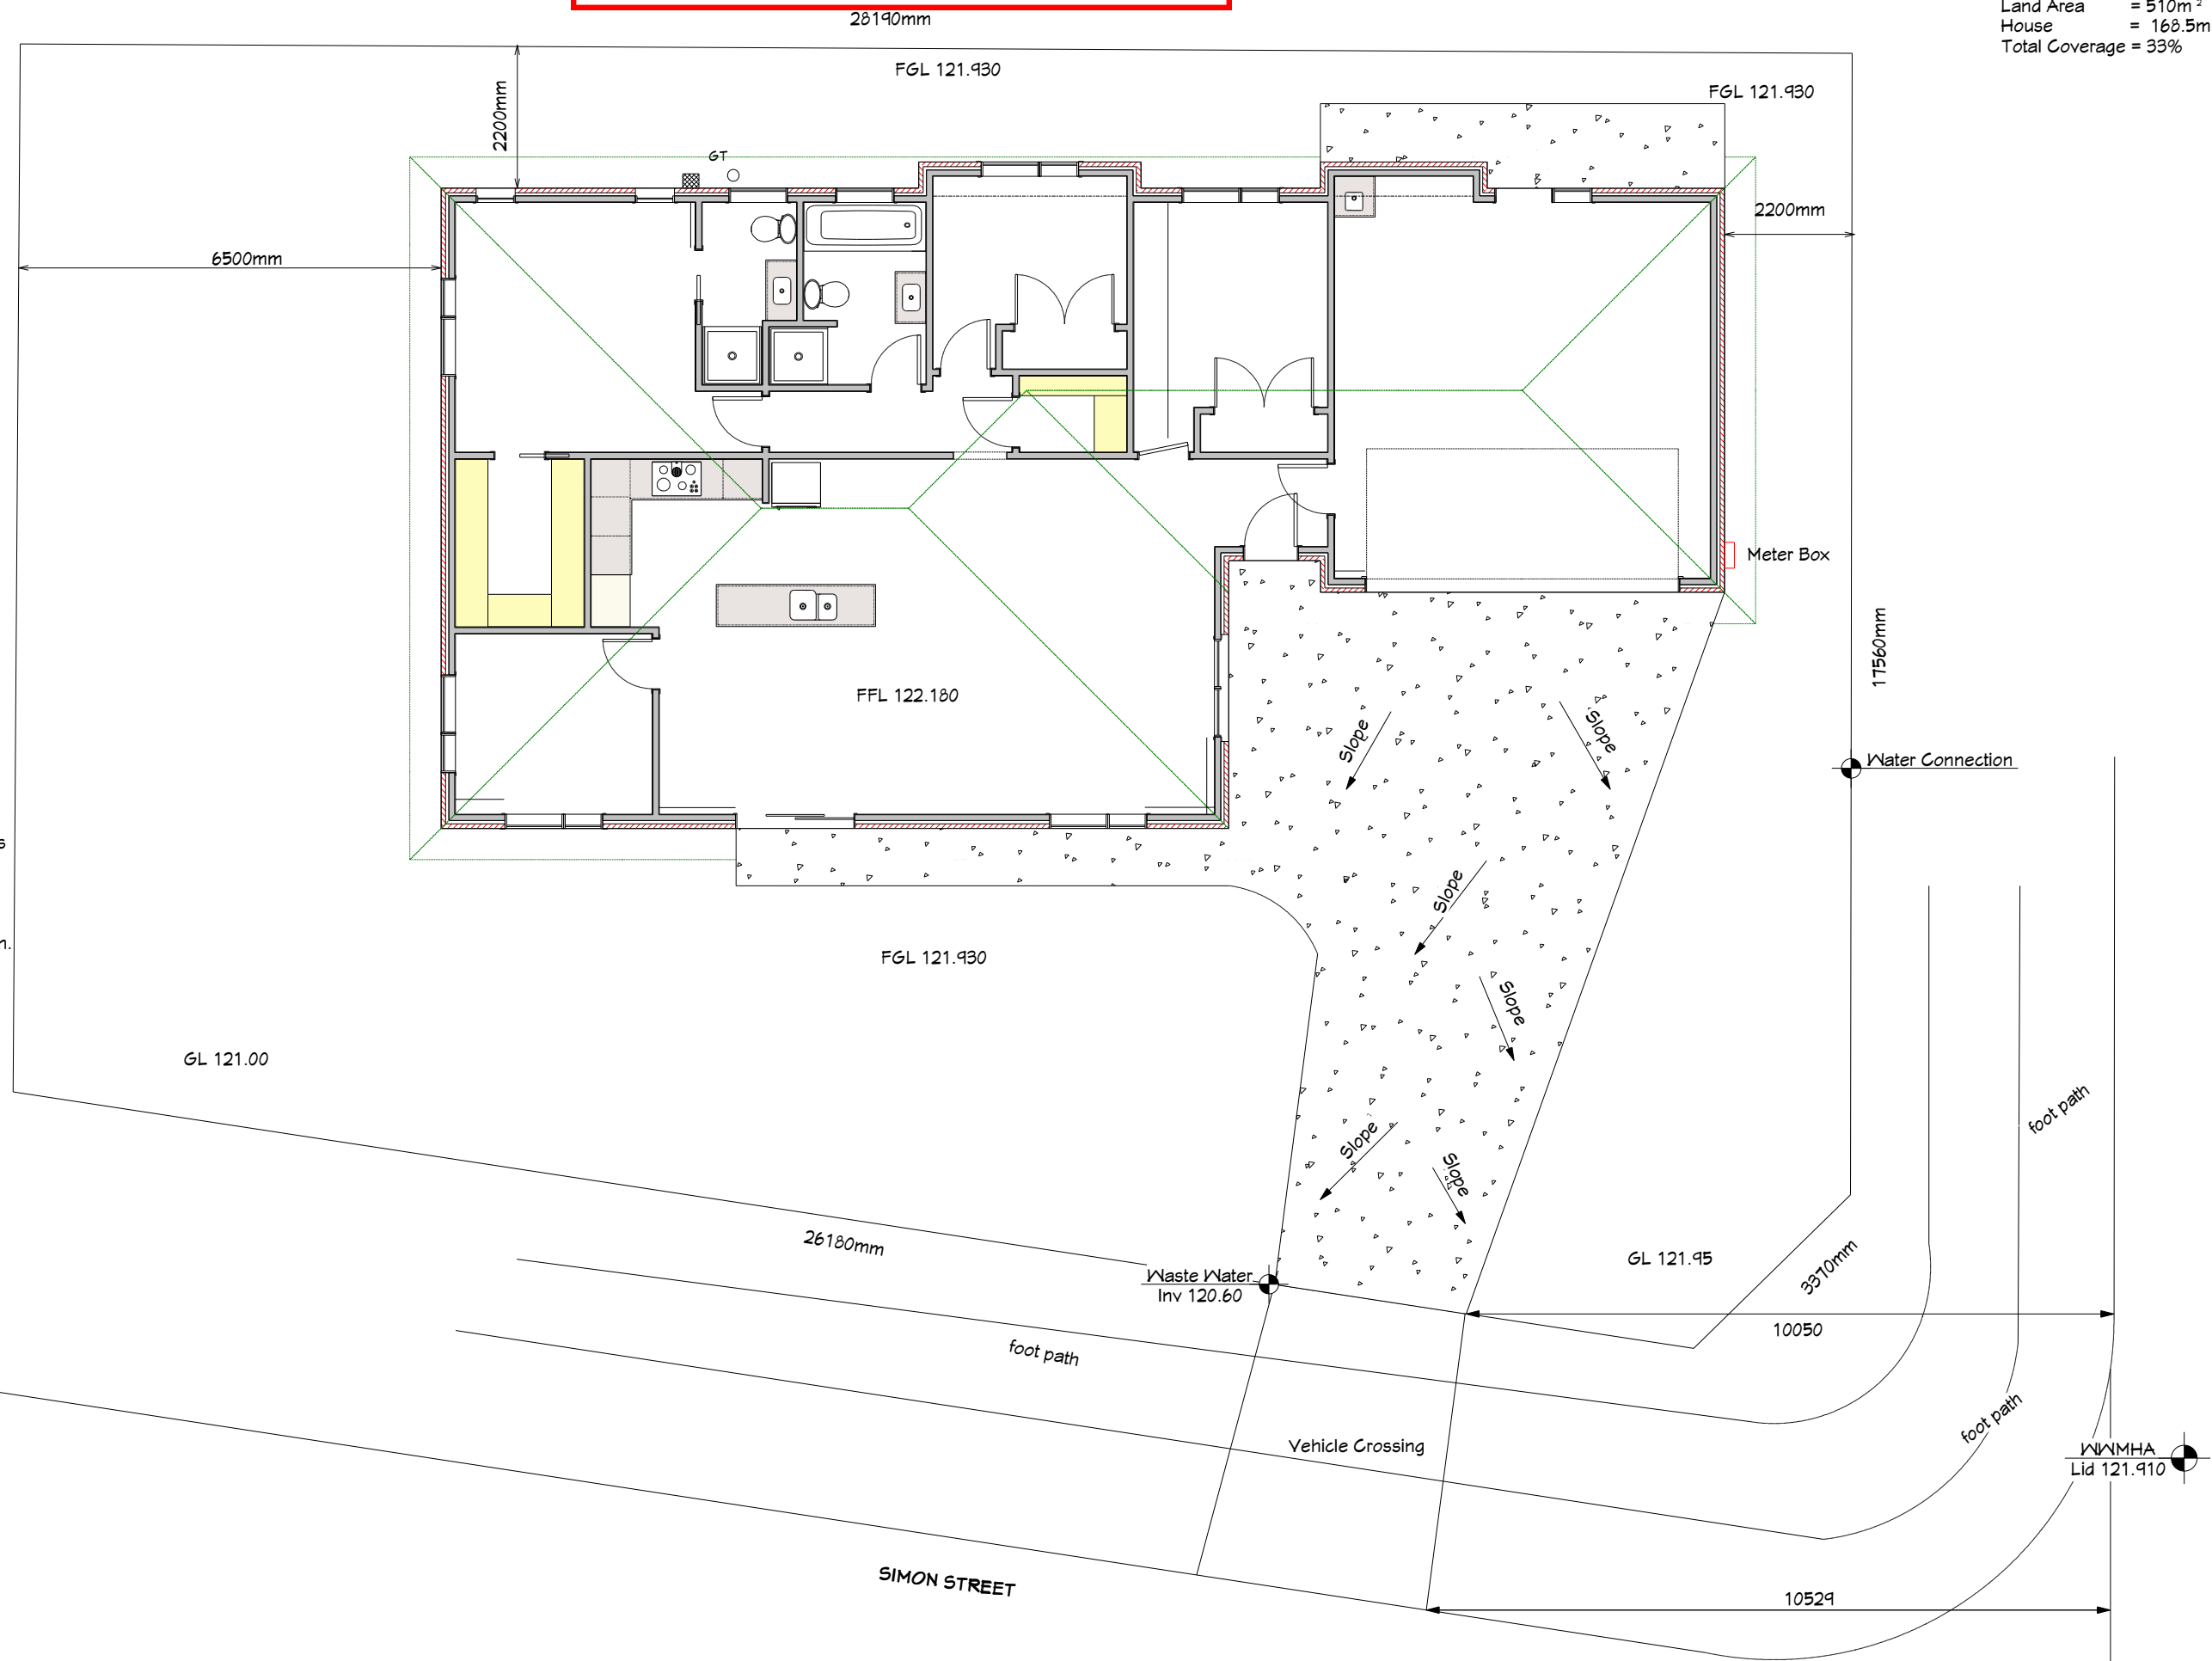 28190mm
Land Area = 510m²
House = 168.5m
Total Coverage = 33%
FGL 121.930
FGL 121.930
2200mm
GT
2200mm
6500mm
Meter Box
17560mm
FFL 122.180
Slope
Slope
Water Connection
Slope
FGL 121.930
Slope
GL 121.00
foot path
Slope
Slope
26180mm
GL 121.95
3370mm
Waste Water
Inv 120.60
10050
foot path
foot path
Vehicle Crossing
WWMHA
Lid 121.910
SIMON STREET
10529